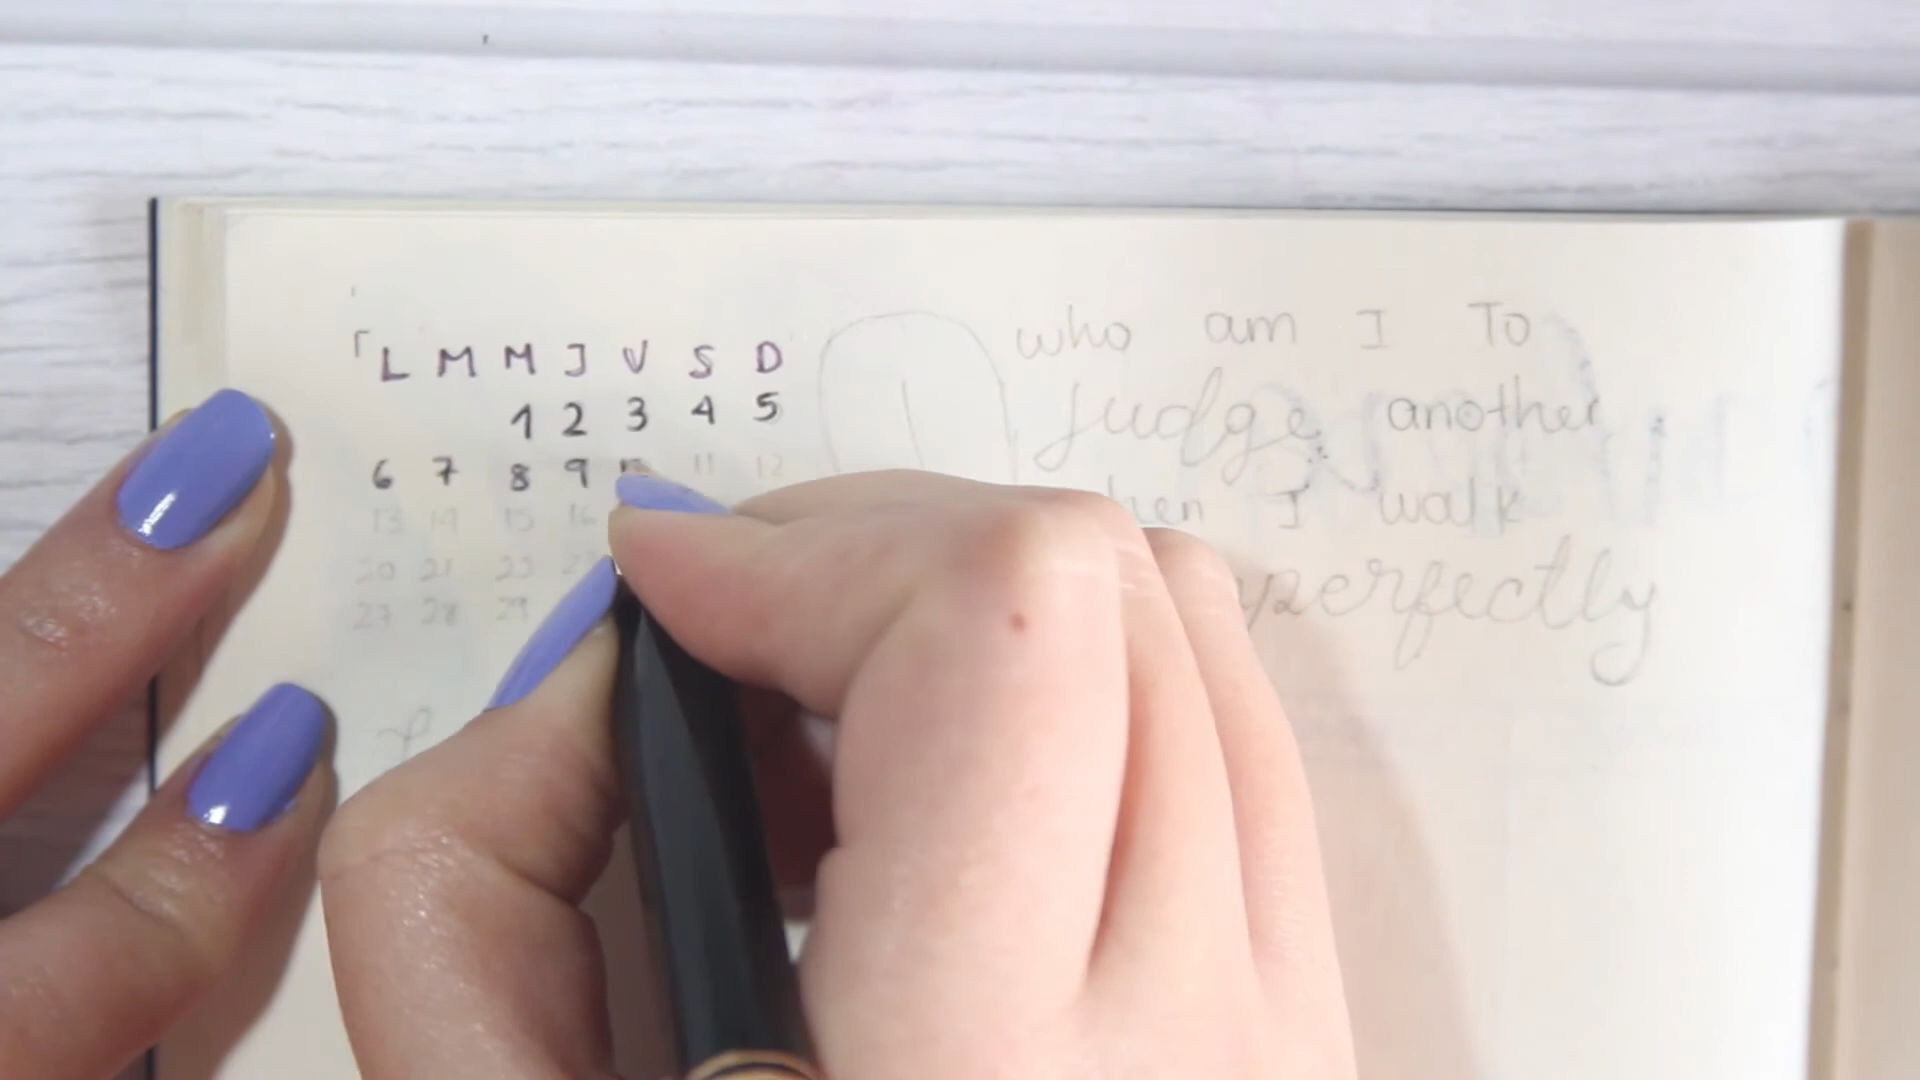 L M M J V S D
1 2 3 4 5
6 7 8 9 11 12
13 14 15 16
20 21 22 23
27 28 29
who am I To
judge another
I walk